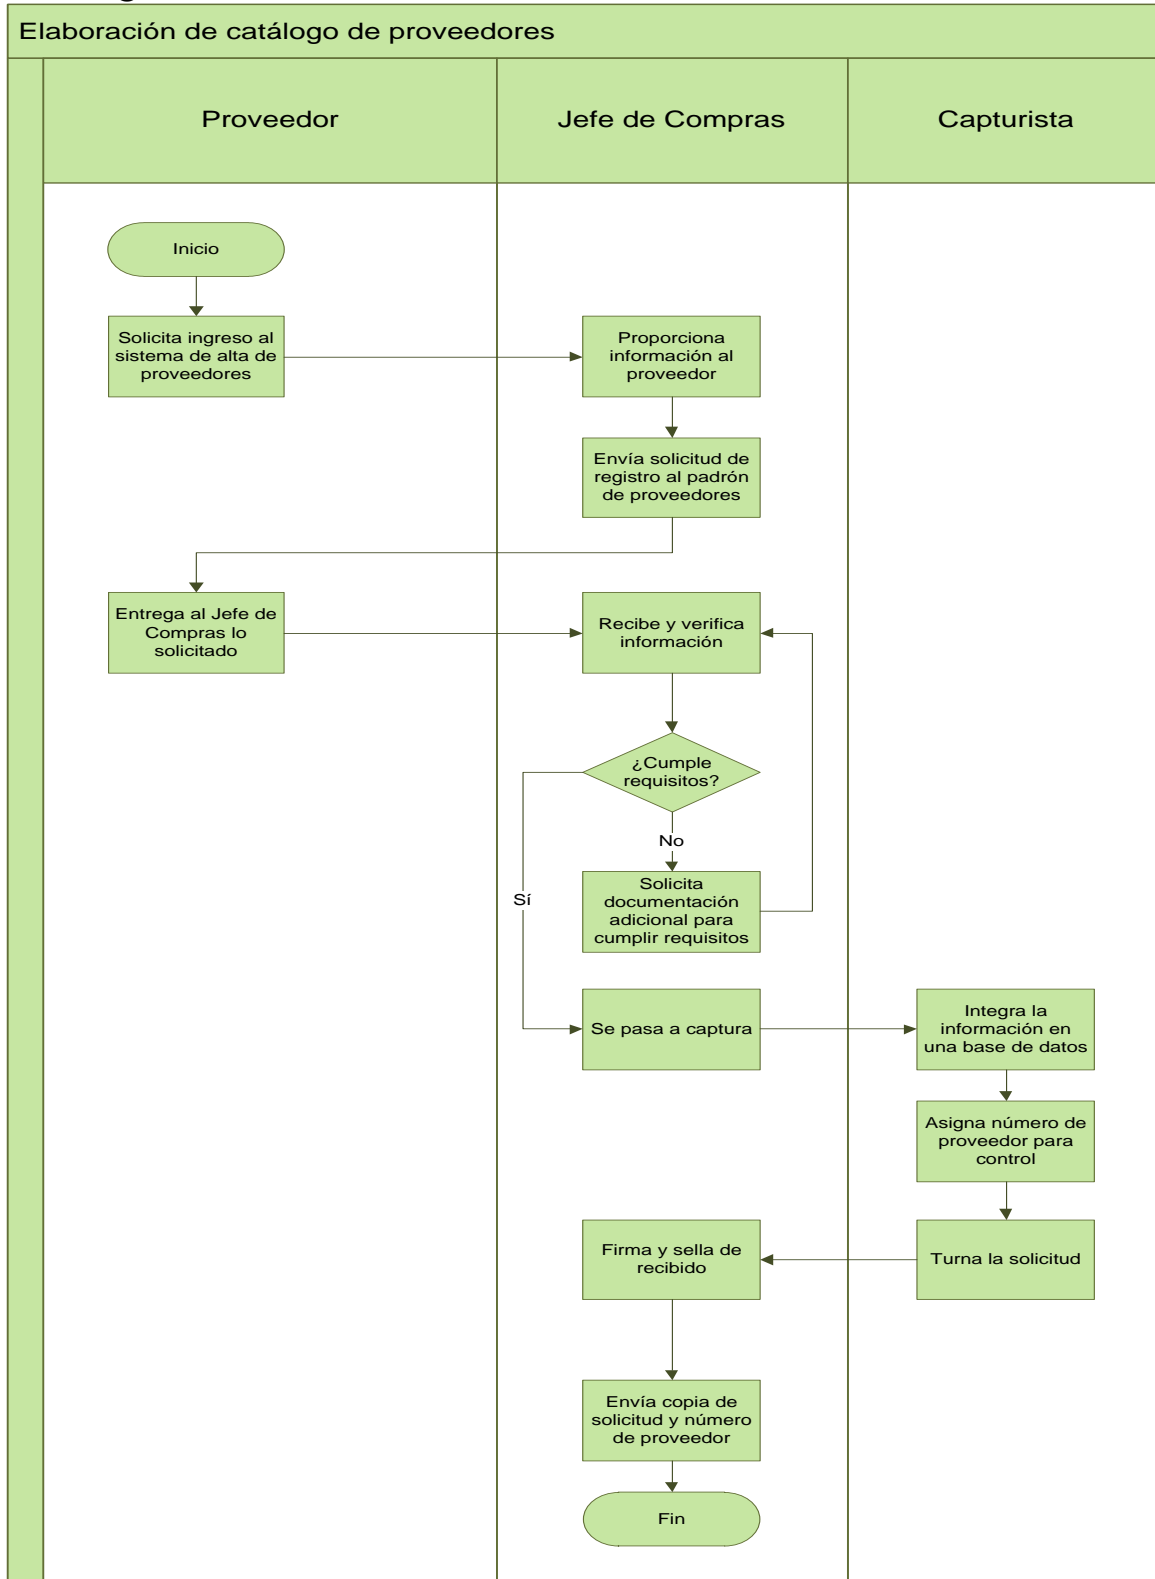 Elaboración de catálogo de proveedores
Proveedor
Jefe de Compras
Capturista
Inicio
Solicita ingreso al
sistema de alta de
proveedores
Proporciona
información al
proveedor
Envía solicitud de
registro al padrón
de proveedores
Entrega al Jefe de
Compras lo
solicitado
Recibe y verifica
información
¿Cumple
requisitos?
No
Sí
Solicita
documentación
adicional para
cumplir requisitos
Se pasa a captura
Integra la
información en
una base de datos
Asigna número de
proveedor para
control
Turna la solicitud
Firma y sella de
recibido
Envía copia de
solicitud y número
de proveedor
Fin